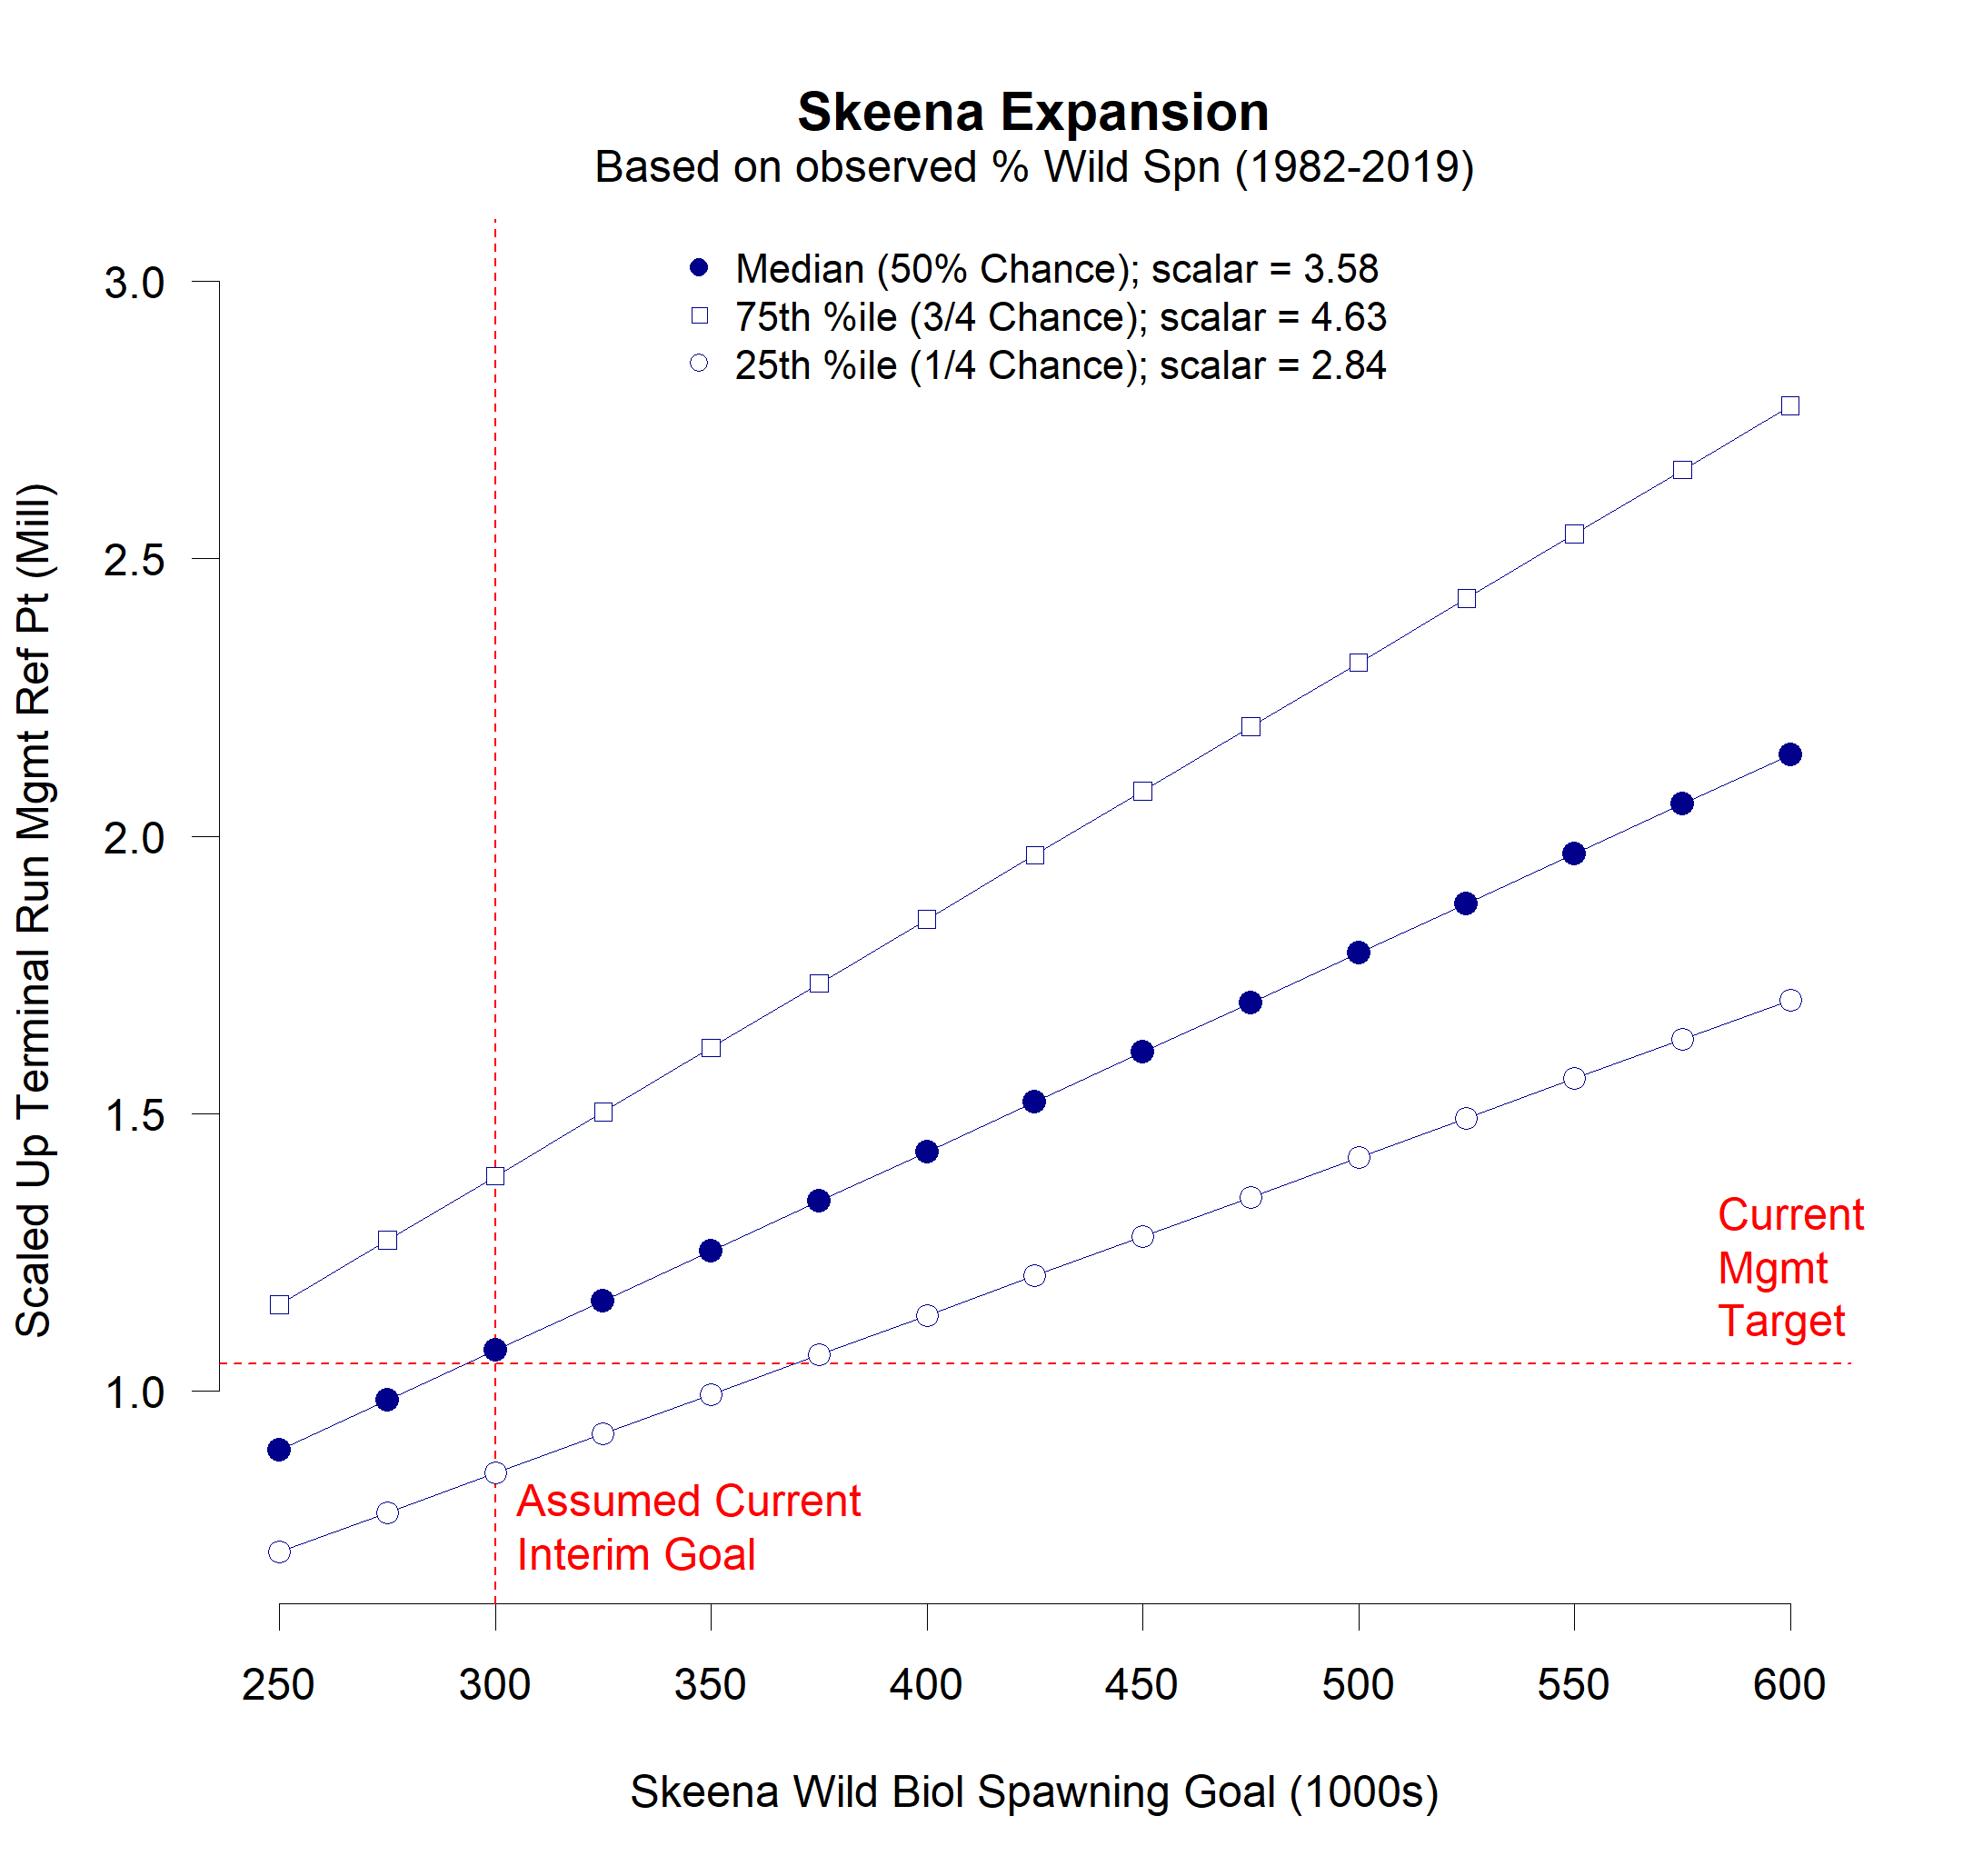 Skeena Expansion
Based on observed % Wild Spn (1982-2019)
Median (50% Chance); scalar = 3.58
75th %ile (3/4 Chance); scalar = 4.63
25th %ile (1/4 Chance); scalar = 2.84
Scaled Up Terminal Run Mgmt Ref Pt (Mill)
3.0
2.5
2.0
1.5
1.0
Current
Mgmt
Target
Assumed Current
Interim Goal
250 300 350 400 450 500 550 600
Skeena Wild Biol Spawning Goal (1000s)